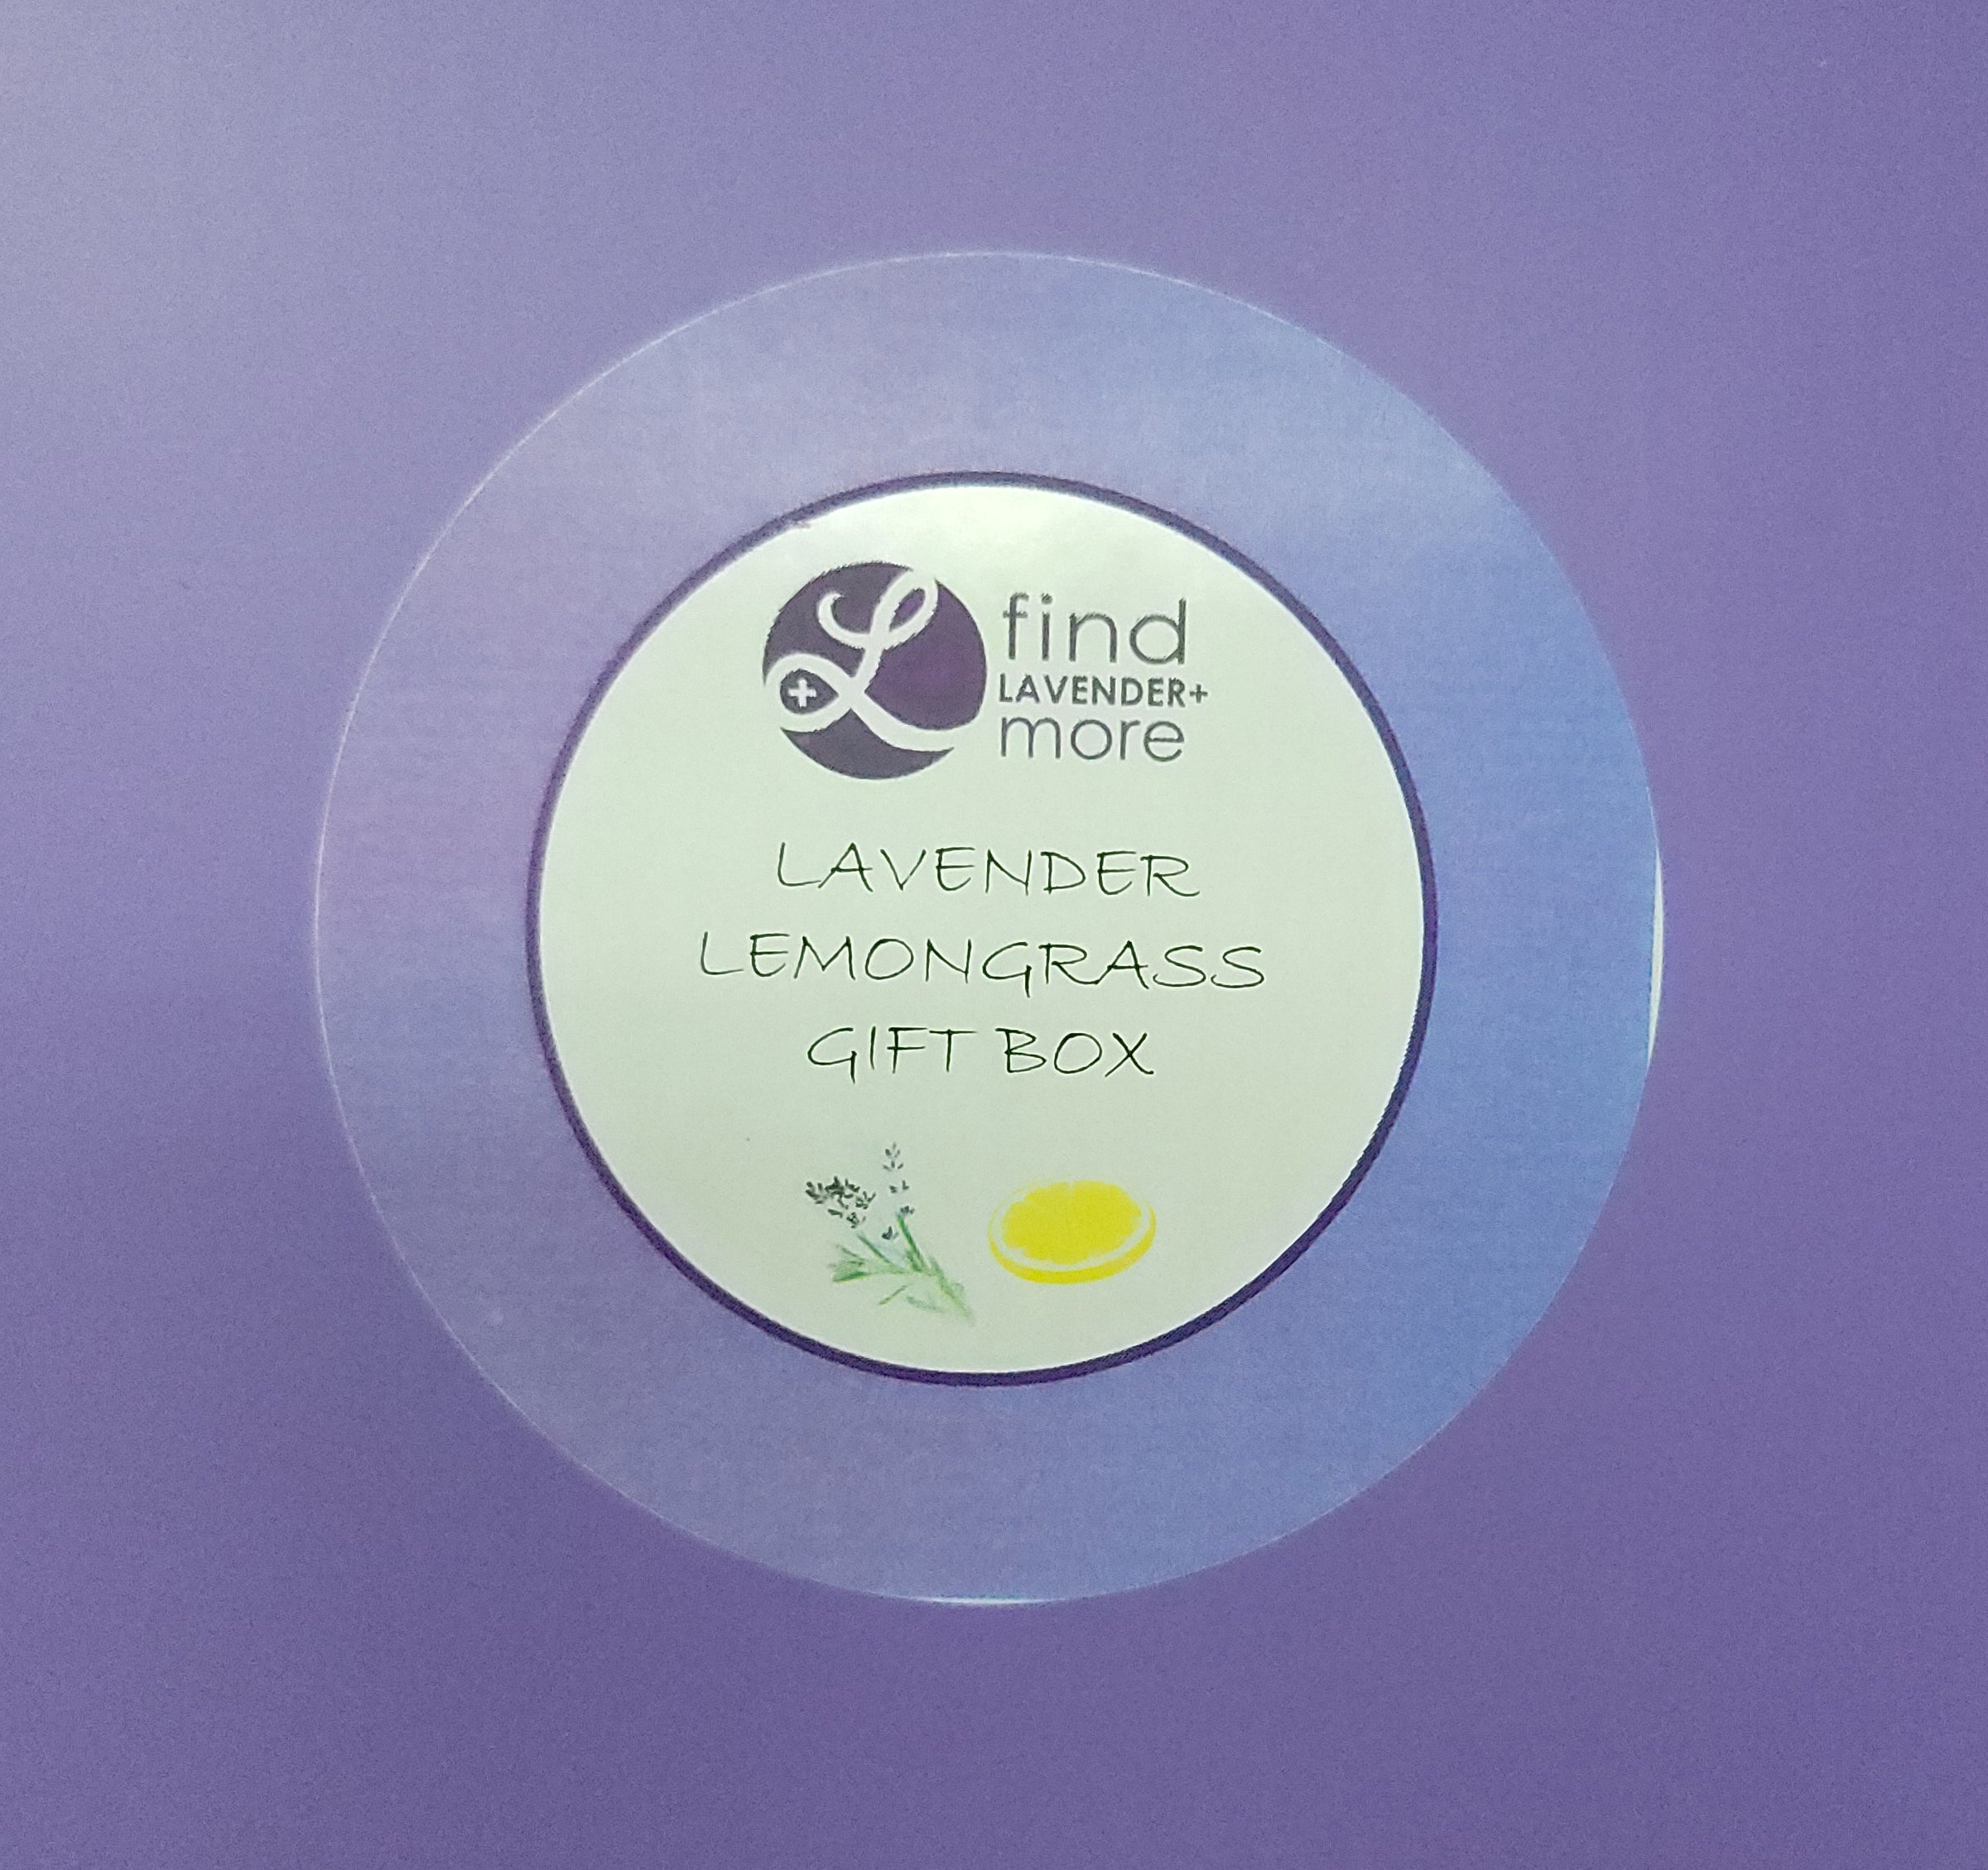 find
LAVENDER+
more
LAVENDER
LEMONGRASS
GIFT BOX